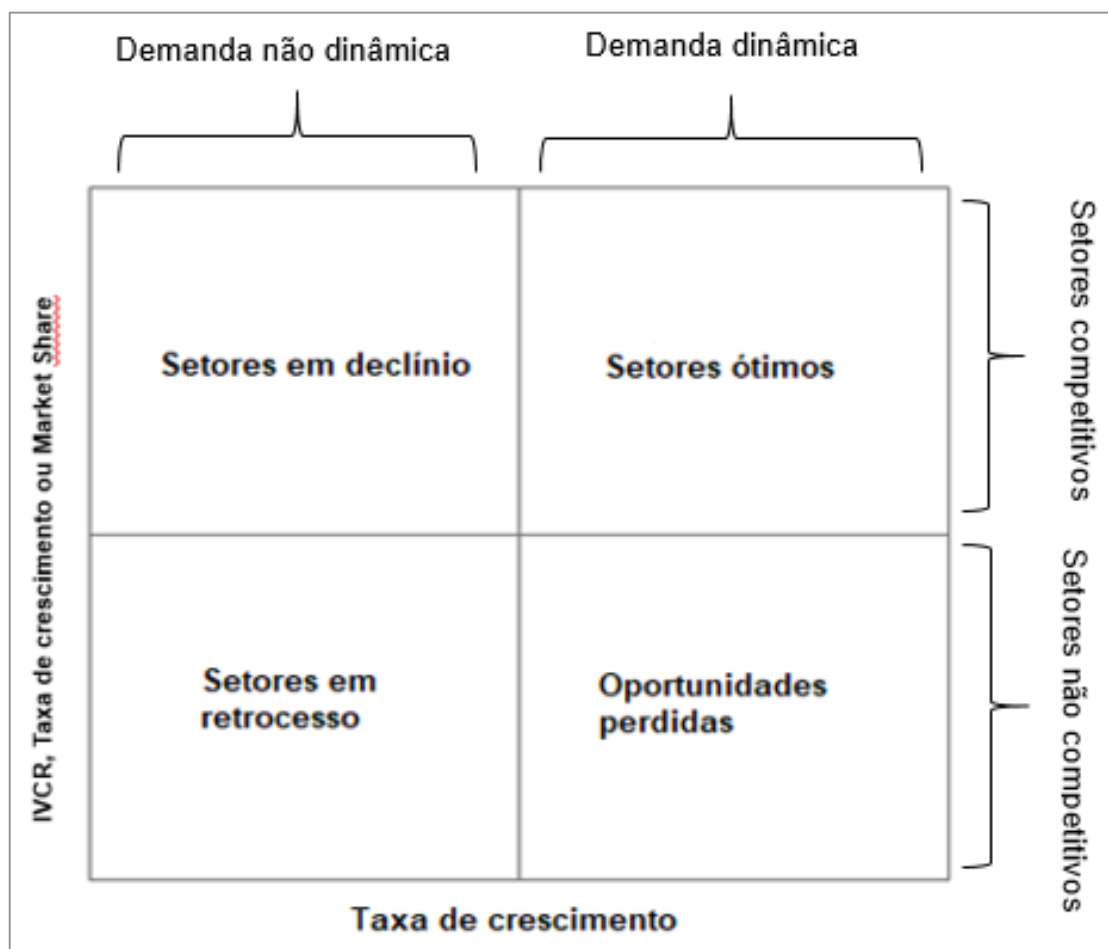 Demanda não dinâmica
Demanda dinâmica
IVCR, Taxa de crescimento ou Market Share
Setores em declínio
Setores ótimos
Setores competitivos
Setores em
retrocesso
Oportunidades
perdidas
Setores não competitivos
Taxa de crescimento